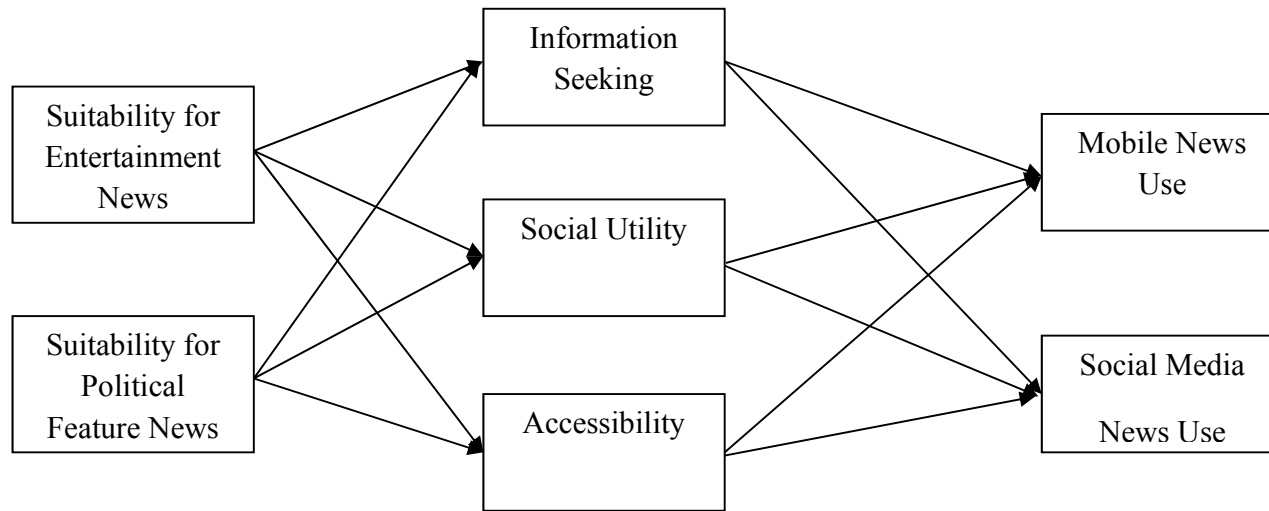 Suitability for
Entertainment
News
Suitability for
Political
Feature News
Information
Seeking
Social Utility
Accessibility
Mobile News
Use
Social Media
News Use